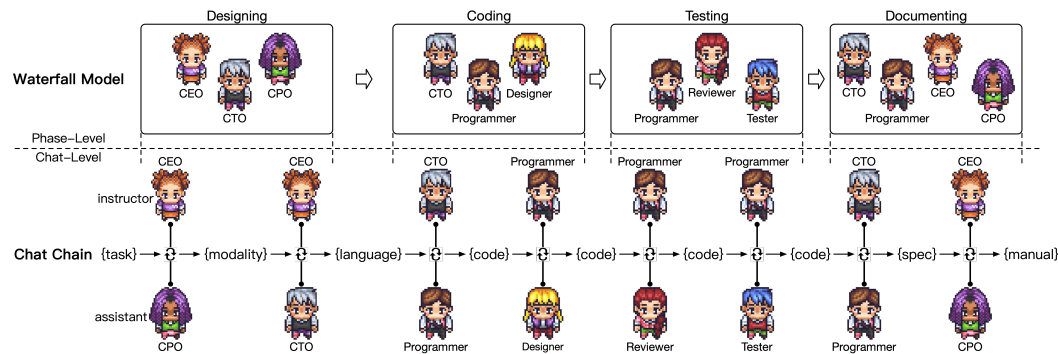 Designing
Coding
Testing
Documenting
Waterfall Model
CEO
CTO
CPO
CTO
Programmer
Designer
Programmer
Reviewer
Tester
CTO
Programmer
CEO
CPO
Phase-Level
Chat-Level
CEO
CEO
CTO
Programmer
Programmer
Programmer
CTO
CEO
instructor
Chat Chain {task} {modality} {language} {code} {code} {code} {code} {spec} {manual}
assistant
CPO
CTO
Programmer
Designer
Reviewer
Tester
Programmer
CPO